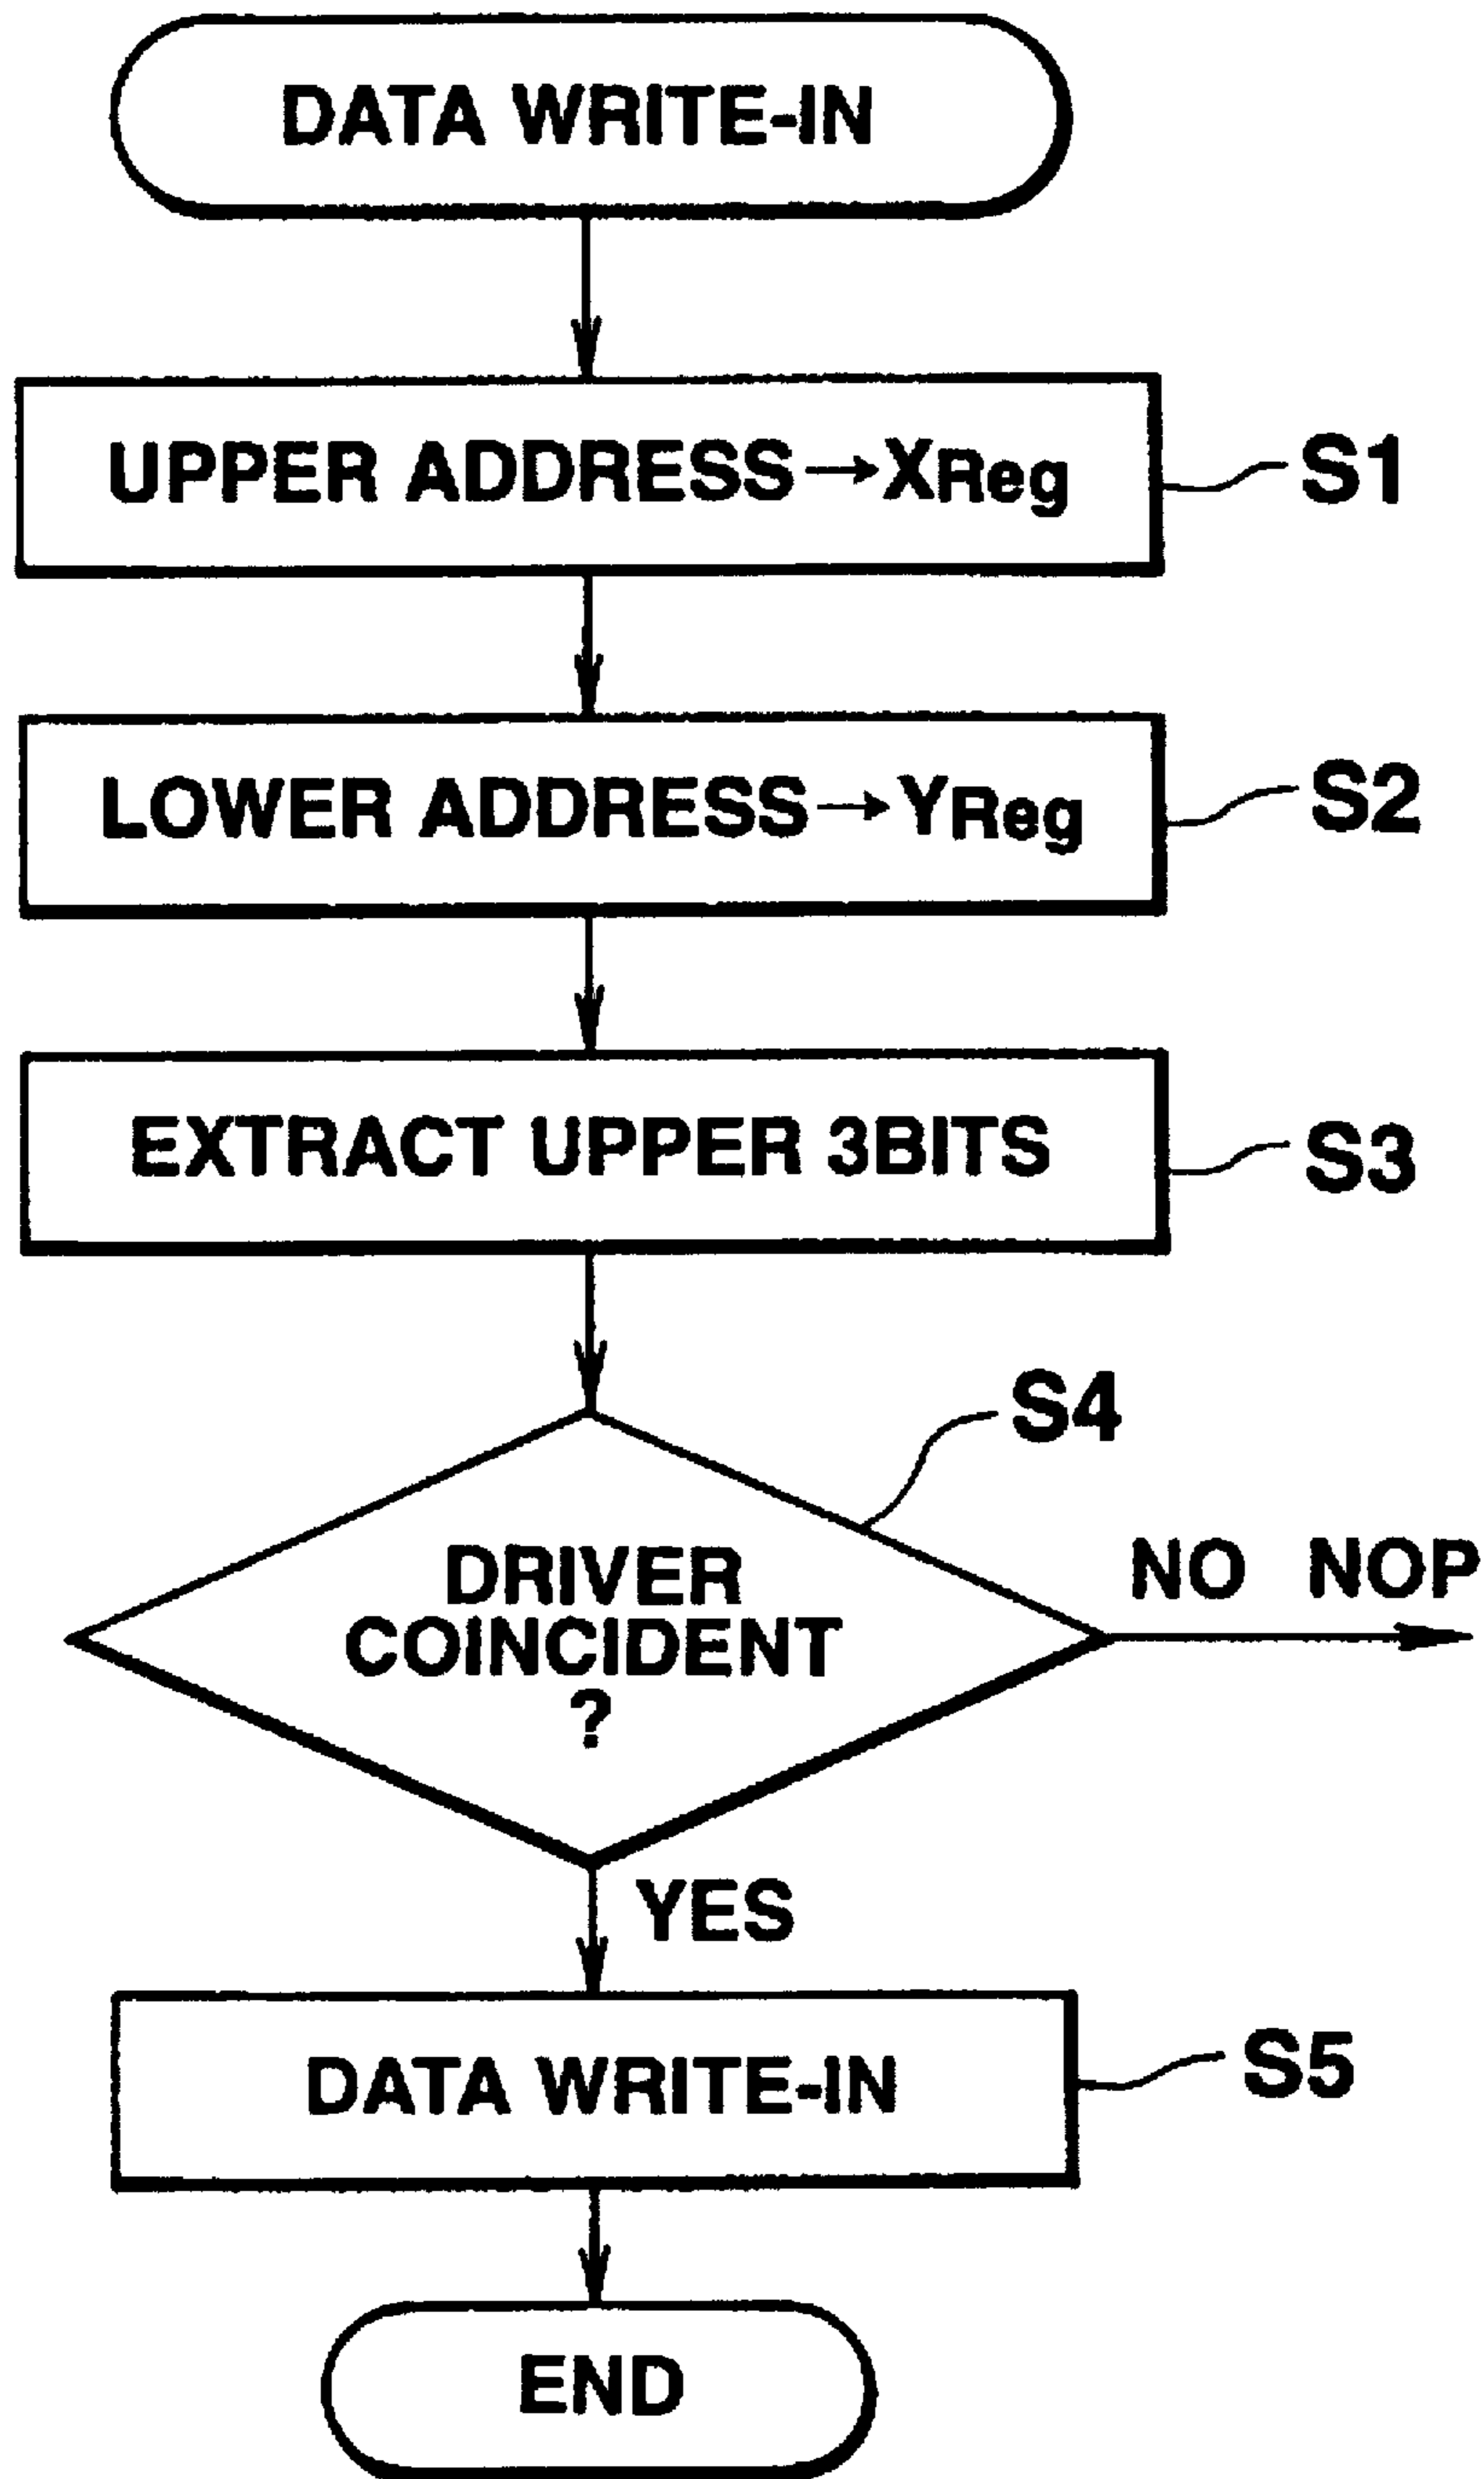 DATA WRITE-IN
UPPER ADDRESS→XReg
S1
LOWER ADDRESS→YReg
S2
EXTRACT UPPER 3BITS
S3
S4
DRIVER
COINCIDENT
?
NO NOP
YES
DATA WRITE-IN
S5
END